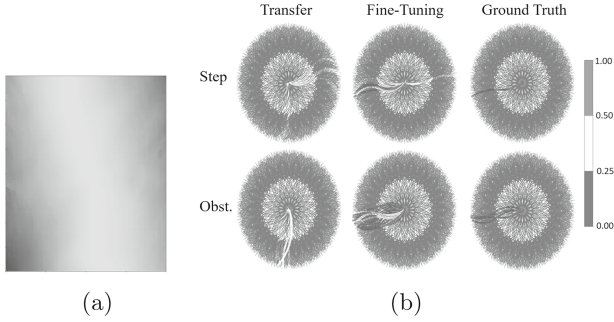 Transfer Fine-Tuning Ground Truth
Step
Obst.
1.00
0.50
0.25
0.00
(a) (b)